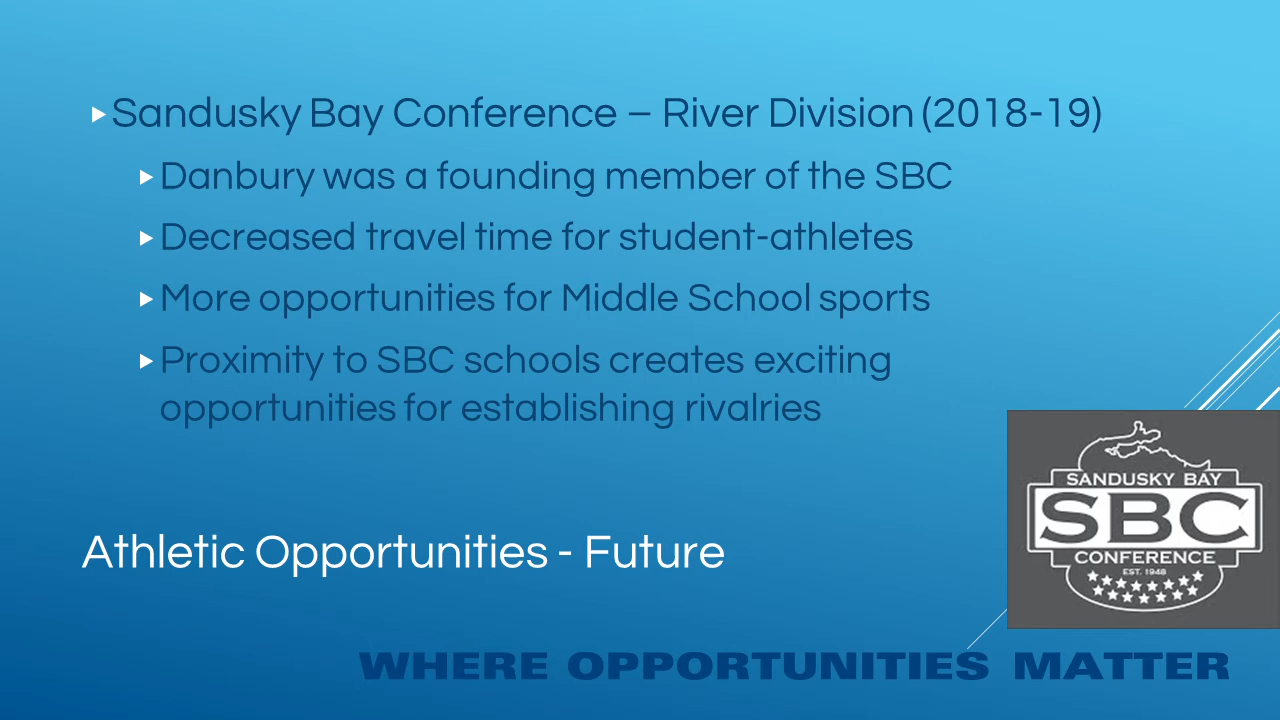 Sandusky Bay Conference – River Division (2018-19)
Danbury was a founding member of the SBC
Decreased travel time for student-athletes
More opportunities for Middle School sports
Proximity to SBC schools creates exciting
opportunities for establishing rivalries
SANDUSKY BAY
SBC
CONFERENCE
EST. 1948
Athletic Opportunities - Future
WHERE OPPORTUNITIES MATTER